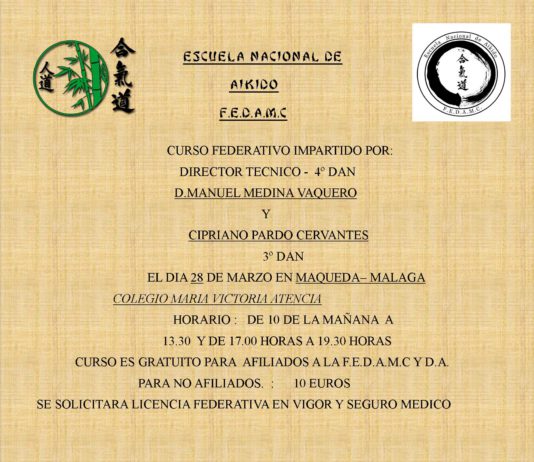 合氣道
人道
ESCUELA NACIONAL DE
AIKIDO
F.E.D.A.M.C
Escuela Nacional de Aikido
合氣道
F.E.D.A.M.C.
CURSO FEDERATIVO IMPARTIDO POR:
DIRECTOR TECNICO - 4º DAN
D.MANUEL MEDINA VAQUERO
Y
CIPRIANO PARDO CERVANTES
3º DAN
EL DIA 28 DE MARZO EN MAQUEDA– MALAGA
COLEGIO MARIA VICTORIA ATENCIA
HORARIO : DE 10 DE LA MAÑANA A
13.30 Y DE 17.00 HORAS A 19.30 HORAS
CURSO ES GRATUITO PARA AFILIADOS A LA F.E.D.A.M.C Y D.A.
PARA NO AFILIADOS. : 10 EUROS
SE SOLICITARA LICENCIA FEDERATIVA EN VIGOR Y SEGURO MEDICO